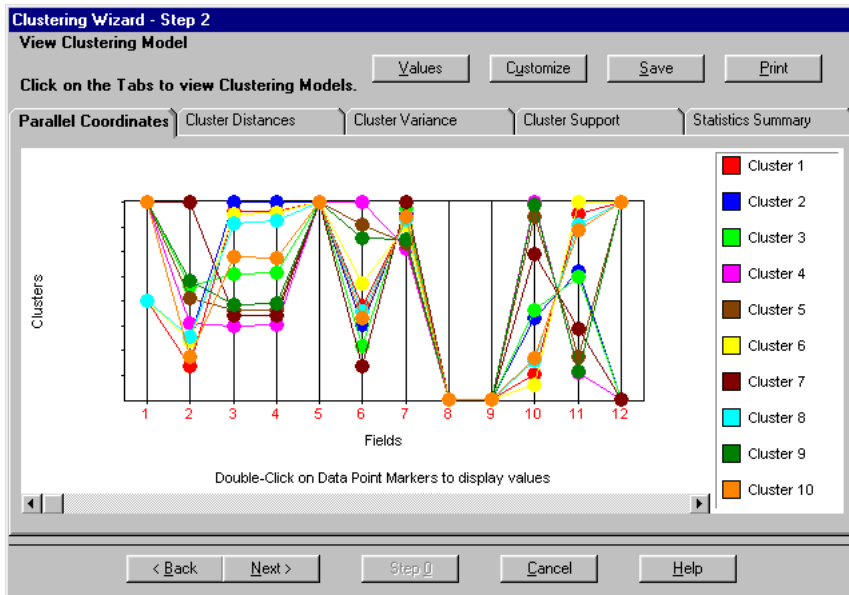 Clustering Wizard - Step 2
View Clustering Model
Values Customize Save Print
Click on the Tabs to view Clustering Models.
Parallel Coordinates Cluster Distances Cluster Variance Cluster Support Statistics Summary
Clusters
1 2 3 4 5 6 7 8 9 10 11 12
Fields
Double-Click on Data Point Markers to display values
Cluster 1
Cluster 2
Cluster 3
Cluster 4
Cluster 5
Cluster 6
Cluster 7
Cluster 8
Cluster 9
Cluster 10
< Back Next > Step 0 Cancel Help